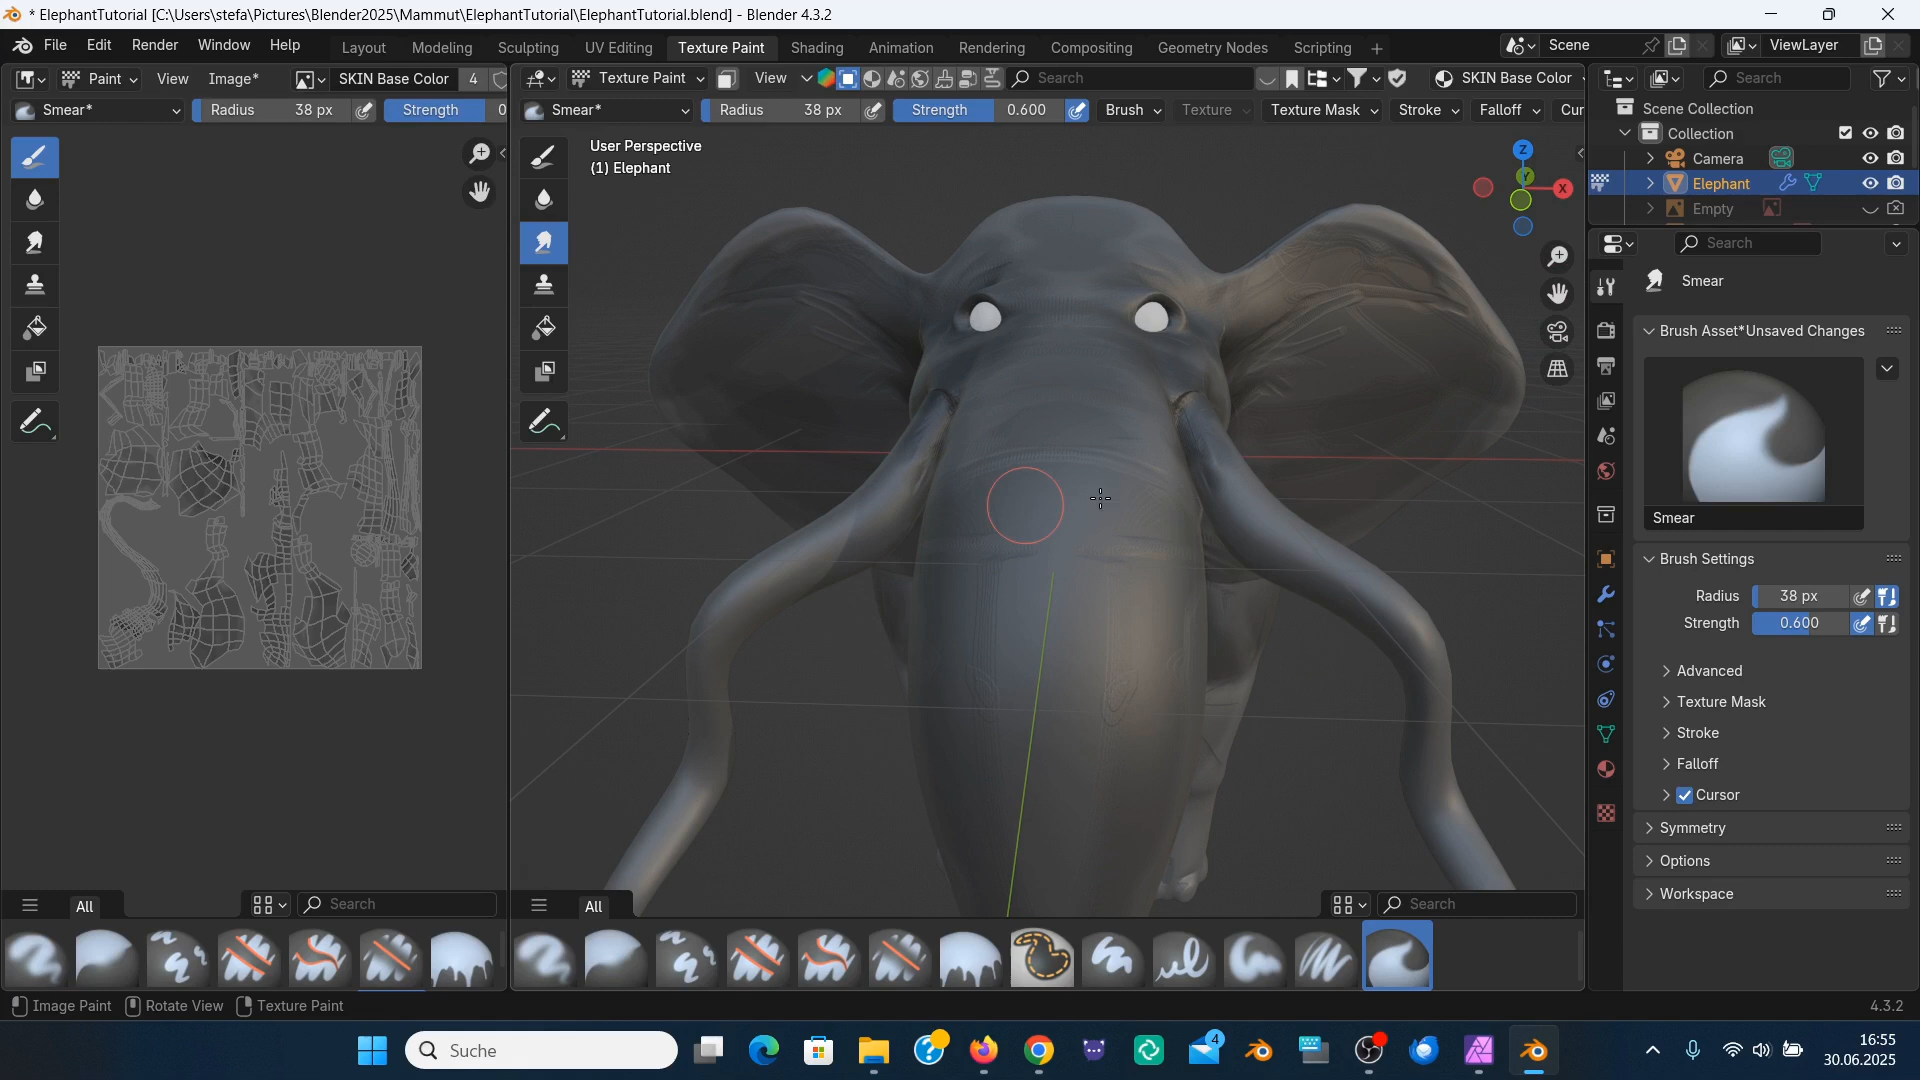 * ElephantTutorial [C:\Users\stefa\Pictures\Blender2025\Mammut\ElephantTutorial\ElephantTutorial.blend] - Blender 4.3.2
File Edit Render Window Help Layout Modeling Sculpting UV Editing Texture Paint Shading Animation Rendering Compositing Geometry Nodes Scripting + Scene ViewLayer
Paint View Image* SKIN Base Color 4 Texture Paint View Search SKIN Base Color Search
Smear* Radius 38 px Strength 0 Smear* Radius 38 px Strength 0.600 Brush Texture Texture Mask Stroke Falloff Cur
Scene Collection
Collection
Camera
Elephant
Empty
User Perspective
(1) Elephant
Z
Y
X
Search
Smear
Brush Asset*Unsaved Changes
Smear
Brush Settings
Radius 38 px
Strength 0.600
Advanced
Texture Mask
Stroke
Falloff
Cursor
Symmetry
Options
Workspace
All Search All Search
Image Paint Rotate View Texture Paint 4.3.2
Suche 4 16:55
30.06.2025